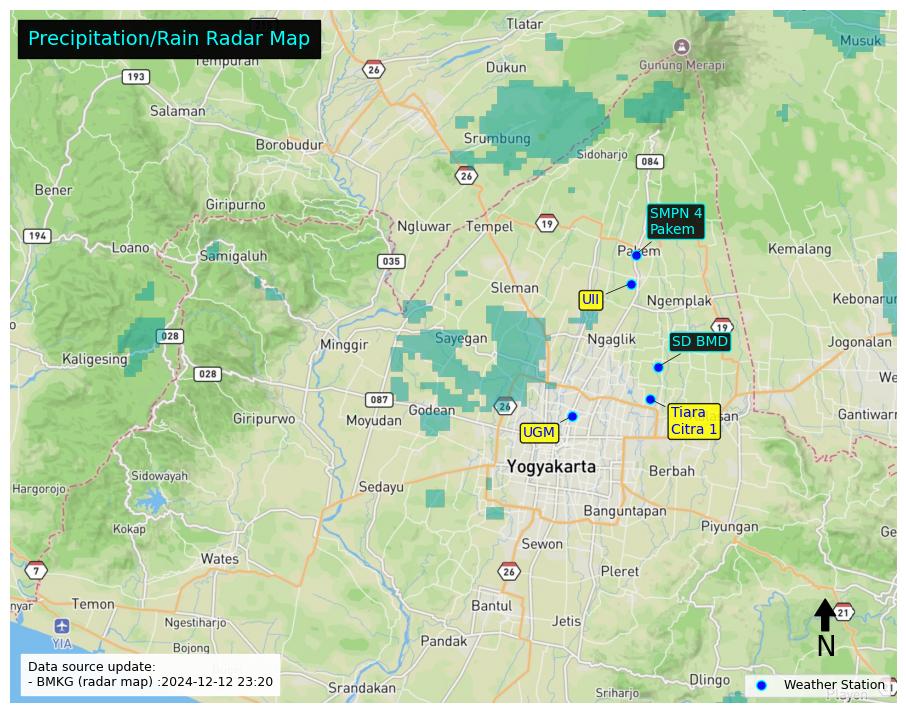 Precipitation/Rain Radar Map
Tlatar
Musuk
193
26
Dukun
Gunung Merapi
Salaman
Borobudur
Srumbung
Sidoharjo
084
26
Bener
Giripurno
SMPN 4
Pakem
194
Loano
Samigaluh
Ngluwar
Tempel
19
Pakem
Kemalang
035
Sleman
UII
Ngemplak
Kebonarun
028
Kaligesing
Minggir
Sayegan
Ngaglik
19
SD BMD
Jogonalan
028
087
Godean
26
Giripurwo
Moyudan
Tiara
Citra 1
Gantiwarn
UGM
Yogyakarta
Berbah
Sidowayah
Hargorojo
Sedayu
Kokap
Banguntapan
Piyungan
Wates
Sewon
7
26
Pleret
Temon
Bantul
21
Ngestiharjo
YIA
Jetis
Bojong
Pandak
N
Data source update:
- BMKG (radar map) :2024-12-12 23:20
Srandakan
Sriharjo
Dlingo
Weather Station